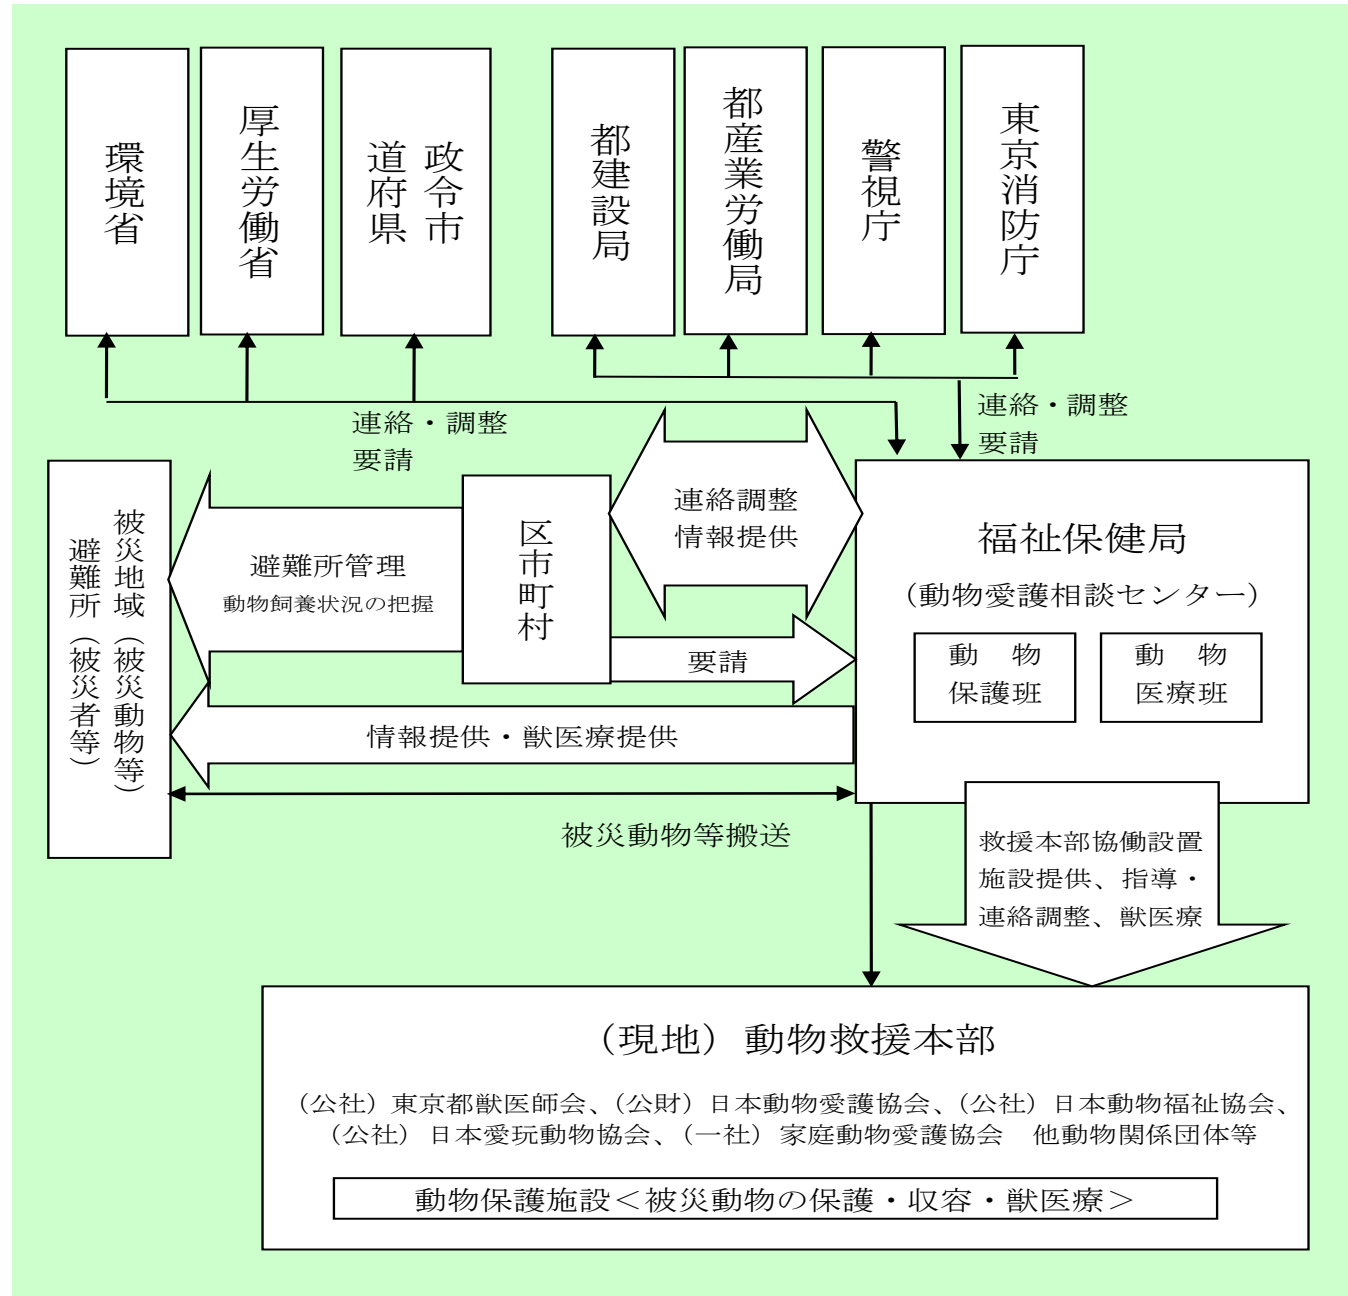 環境省
厚生労働省
政令市
道府県
都建設局
都産業労働局
警視庁
東京消防庁
連絡・調整
要請
連絡・調整
要請
被災地域（被災動物等）
避難所（被災者等）
避難所管理
動物飼養状況の把握
区市町村
連絡調整
情報提供
要請
情報提供・獣医療提供
被災動物等搬送
福祉保健局
（動物愛護相談センター）
動　物
保護班
動　物
医療班
救援本部協働設置
施設提供、指導・
連絡調整、獣医療
（現地）動物救援本部
（公社）東京都獣医師会、（公財）日本動物愛護協会、（公社）日本動物福祉協会、
（公社）日本愛玩動物協会、（一社）家庭動物愛護協会　他動物関係団体等
動物保護施設＜被災動物の保護・収容・獣医療＞